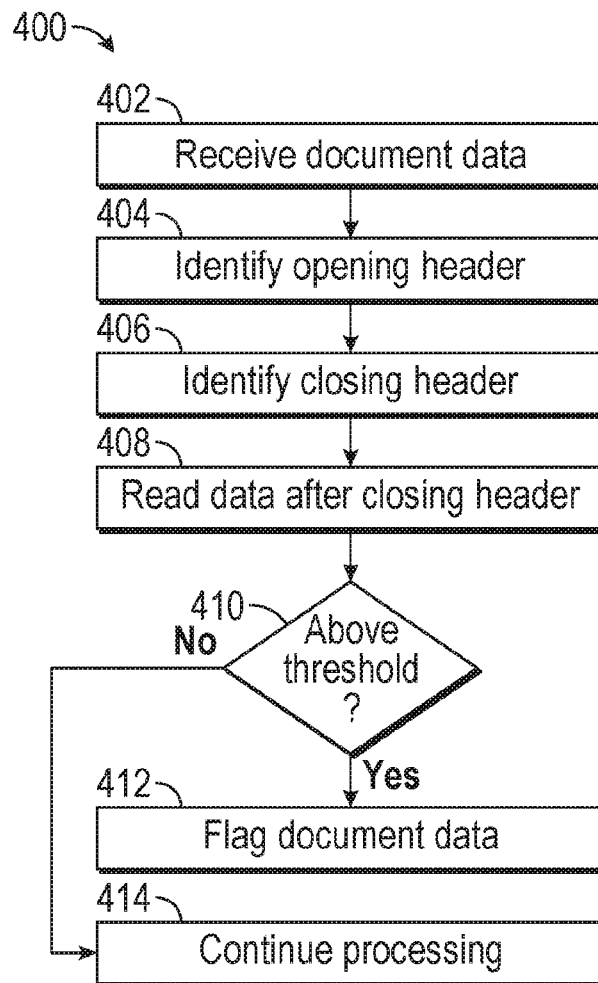 400
402
Receive document data
404
Identify opening header
406
Identify closing header
408
Read data after closing header
410
No
Above
threshold
?
Yes
412
Flag document data
414
Continue processing